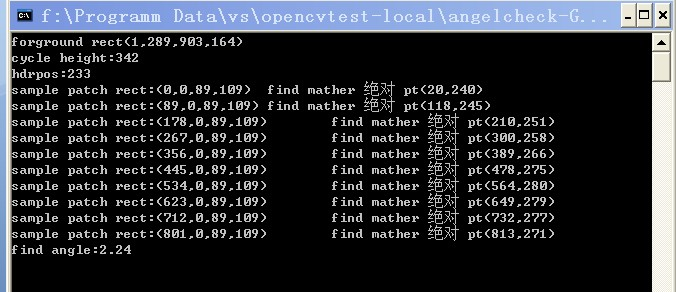 f:\Programm Data\vs\opencvtest-local\angelcheck-G...
forground rect(1,289,903,164)
cycle height:342
hdrpos:233
sample patch rect:(0,0,89,109) find mather 绝对 pt(20,240)
sample patch rect:(89,0,89,109) find mather 绝对 pt(118,245)
sample patch rect:(178,0,89,109) find mather 绝对 pt(210,251)
sample patch rect:(267,0,89,109) find mather 绝对 pt(300,258)
sample patch rect:(356,0,89,109) find mather 绝对 pt(389,266)
sample patch rect:(445,0,89,109) find mather 绝对 pt(478,275)
sample patch rect:(534,0,89,109) find mather 绝对 pt(564,280)
sample patch rect:(623,0,89,109) find mather 绝对 pt(649,279)
sample patch rect:(712,0,89,109) find mather 绝对 pt(732,277)
sample patch rect:(801,0,89,109) find mather 绝对 pt(813,271)
find angle:2.24